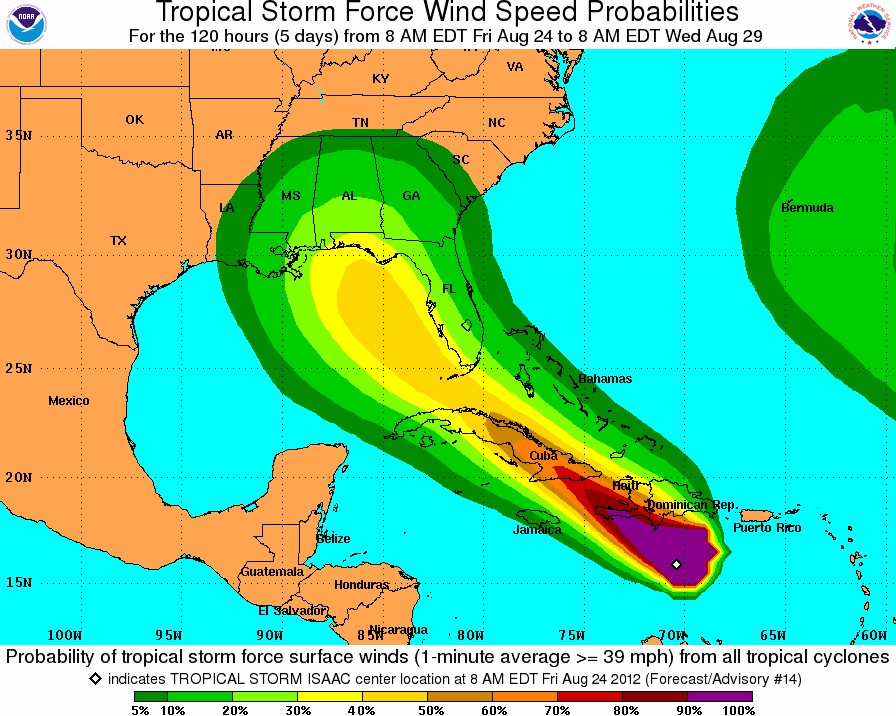 Tropical Storm Force Wind Speed Probabilities
For the 120 hours (5 days) from 8 AM EDT Fri Aug 24 to 8 AM EDT Wed Aug 29
NOAA
KY
VA
OK
TN
NC
35N
AR
SC
MS
AL
GA
LA
Bermuda
TX
30N
FL
25N
Bahamas
Mexico
Cuba
20N
Haiti
Dominican Rep.
Jamaica
Puerto Rico
Belize
Guatemala
15N
Honduras
El Salvador
Nicaragua
100W 95W 90W 85W 80W 75W 70W 65W 60W
Probability of tropical storm force surface winds (1-minute average >= 39 mph) from all tropical cyclones
indicates TROPICAL STORM ISAAC center location at 8 AM EDT Fri Aug 24 2012 (Forecast/Advisory #14)
5% 10% 20% 30% 40% 50% 60% 70% 80% 90% 100%